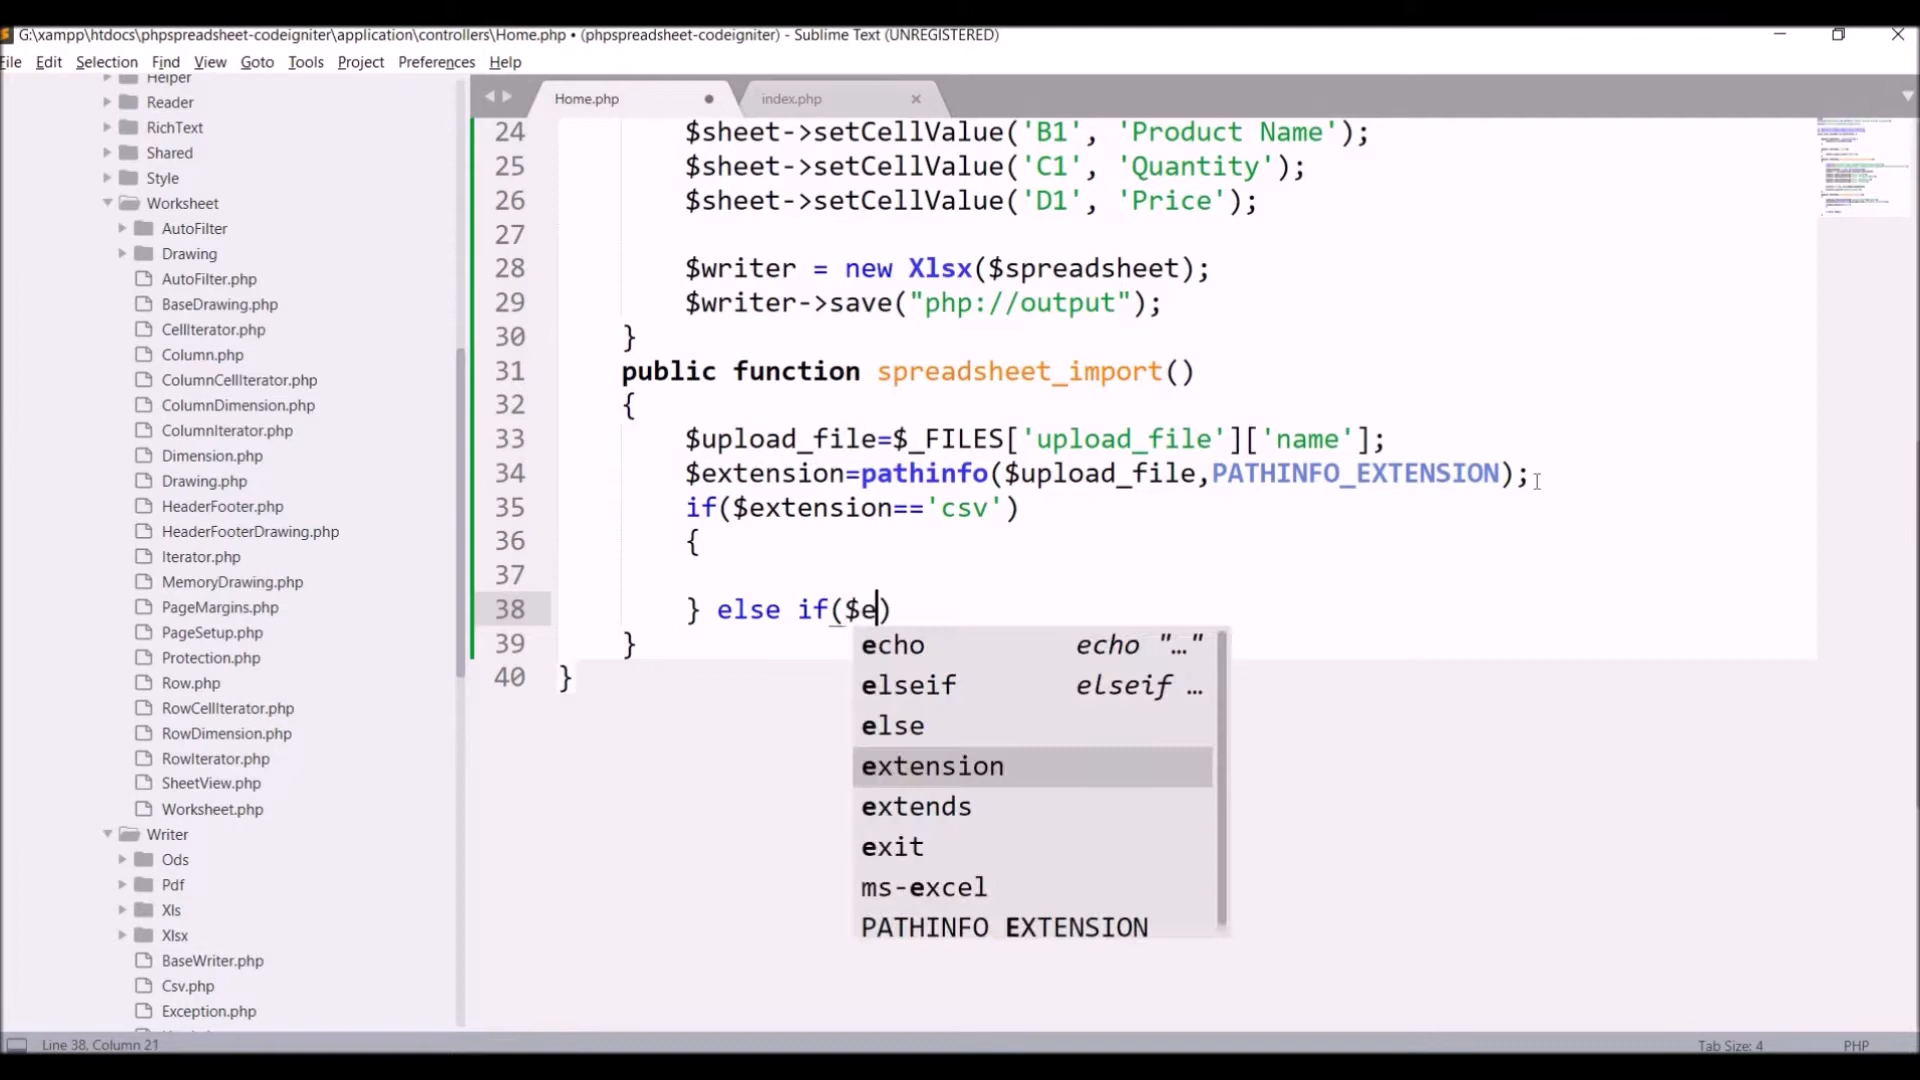 G:\xampp\htdocs\phpspreadsheet-codeigniter\application\controllers\Home.php • (phpspreadsheet-codeigniter) - Sublime Text (UNREGISTERED)
File Edit Selection Find View Goto Tools Project Preferences Help
Helper
Reader
RichText
Shared
Style
Worksheet
AutoFilter
Drawing
AutoFilter.php
BaseDrawing.php
CellIterator.php
Column.php
ColumnCellIterator.php
ColumnDimension.php
ColumnIterator.php
Dimension.php
Drawing.php
HeaderFooter.php
HeaderFooterDrawing.php
Iterator.php
MemoryDrawing.php
PageMargins.php
PageSetup.php
Protection.php
Row.php
RowCellIterator.php
RowDimension.php
RowIterator.php
SheetView.php
Worksheet.php
Writer
Ods
Pdf
Xls
Xlsx
BaseWriter.php
Csv.php
Exception.php
Home.php index.php
24 $sheet->setCellValue('B1', 'Product Name');
25 $sheet->setCellValue('C1', 'Quantity');
26 $sheet->setCellValue('D1', 'Price');
27
28 $writer = new Xlsx($spreadsheet);
29 $writer->save("php://output");
30 }
31 public function spreadsheet_import()
32 {
33 $upload_file=$_FILES['upload_file']['name'];
34 $extension=pathinfo($upload_file,PATHINFO_EXTENSION);
35 if($extension=='csv')
36 {
37
38 } else if($e)
39 }
40 }
echo echo "…"
elseif elseif …
else
extension
extends
exit
ms-excel
PATHINFO_EXTENSION
Line 38, Column 21 Tab Size: 4 PHP